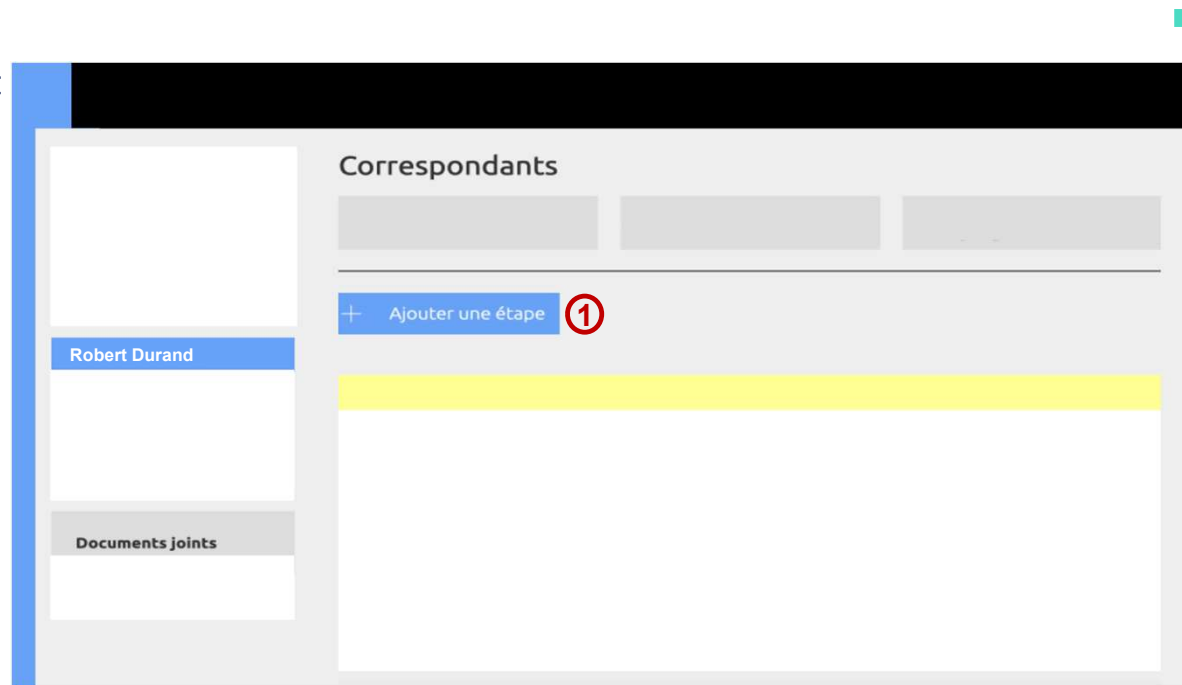 Correspondants
+ Ajouter une étape
1
Robert Durand
Documents joints